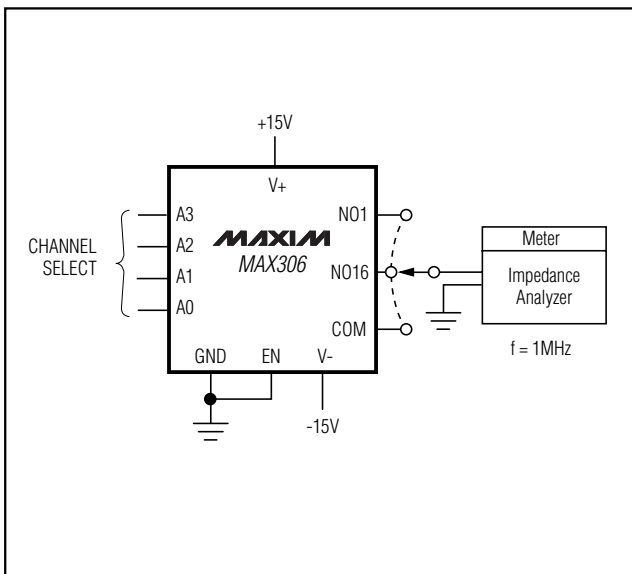 +15V
V+
A3
NO1
MAXIM
Meter
CHANNEL
SELECT
A2
MAX306
NO16
Impedance
Analyzer
A1
A0
COM
f = 1MHz
GND
EN
V-
-15V